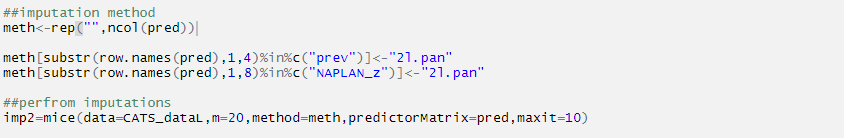 ##imputation method
meth<-rep("",ncol(pred))
meth[substr(row.names(pred),1,4)%in%c("prev")]<-"2l.pan"
meth[substr(row.names(pred),1,8)%in%c("NAPLAN_z")]<-"2l.pan"
##perfrom imputations
imp2=mice(data=CATS_dataL,m=20,method=meth,predictorMatrix=pred,maxit=10)